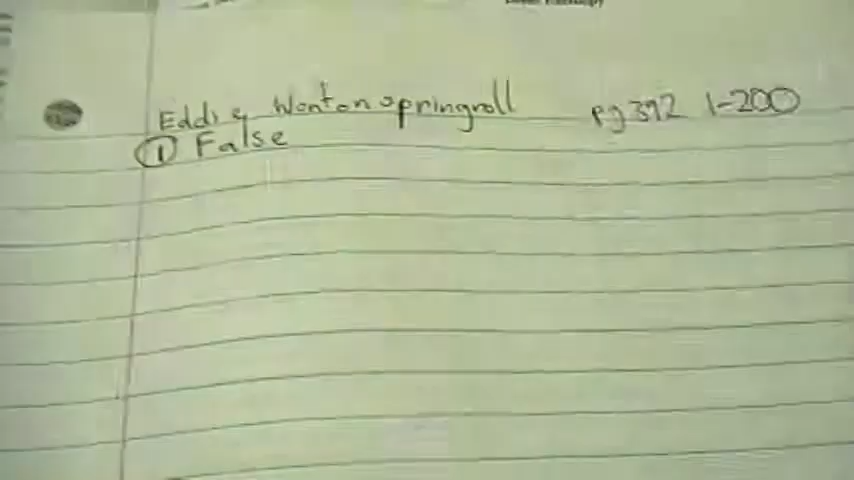 Eddie Wonton springroll pg 392 1-200
① False